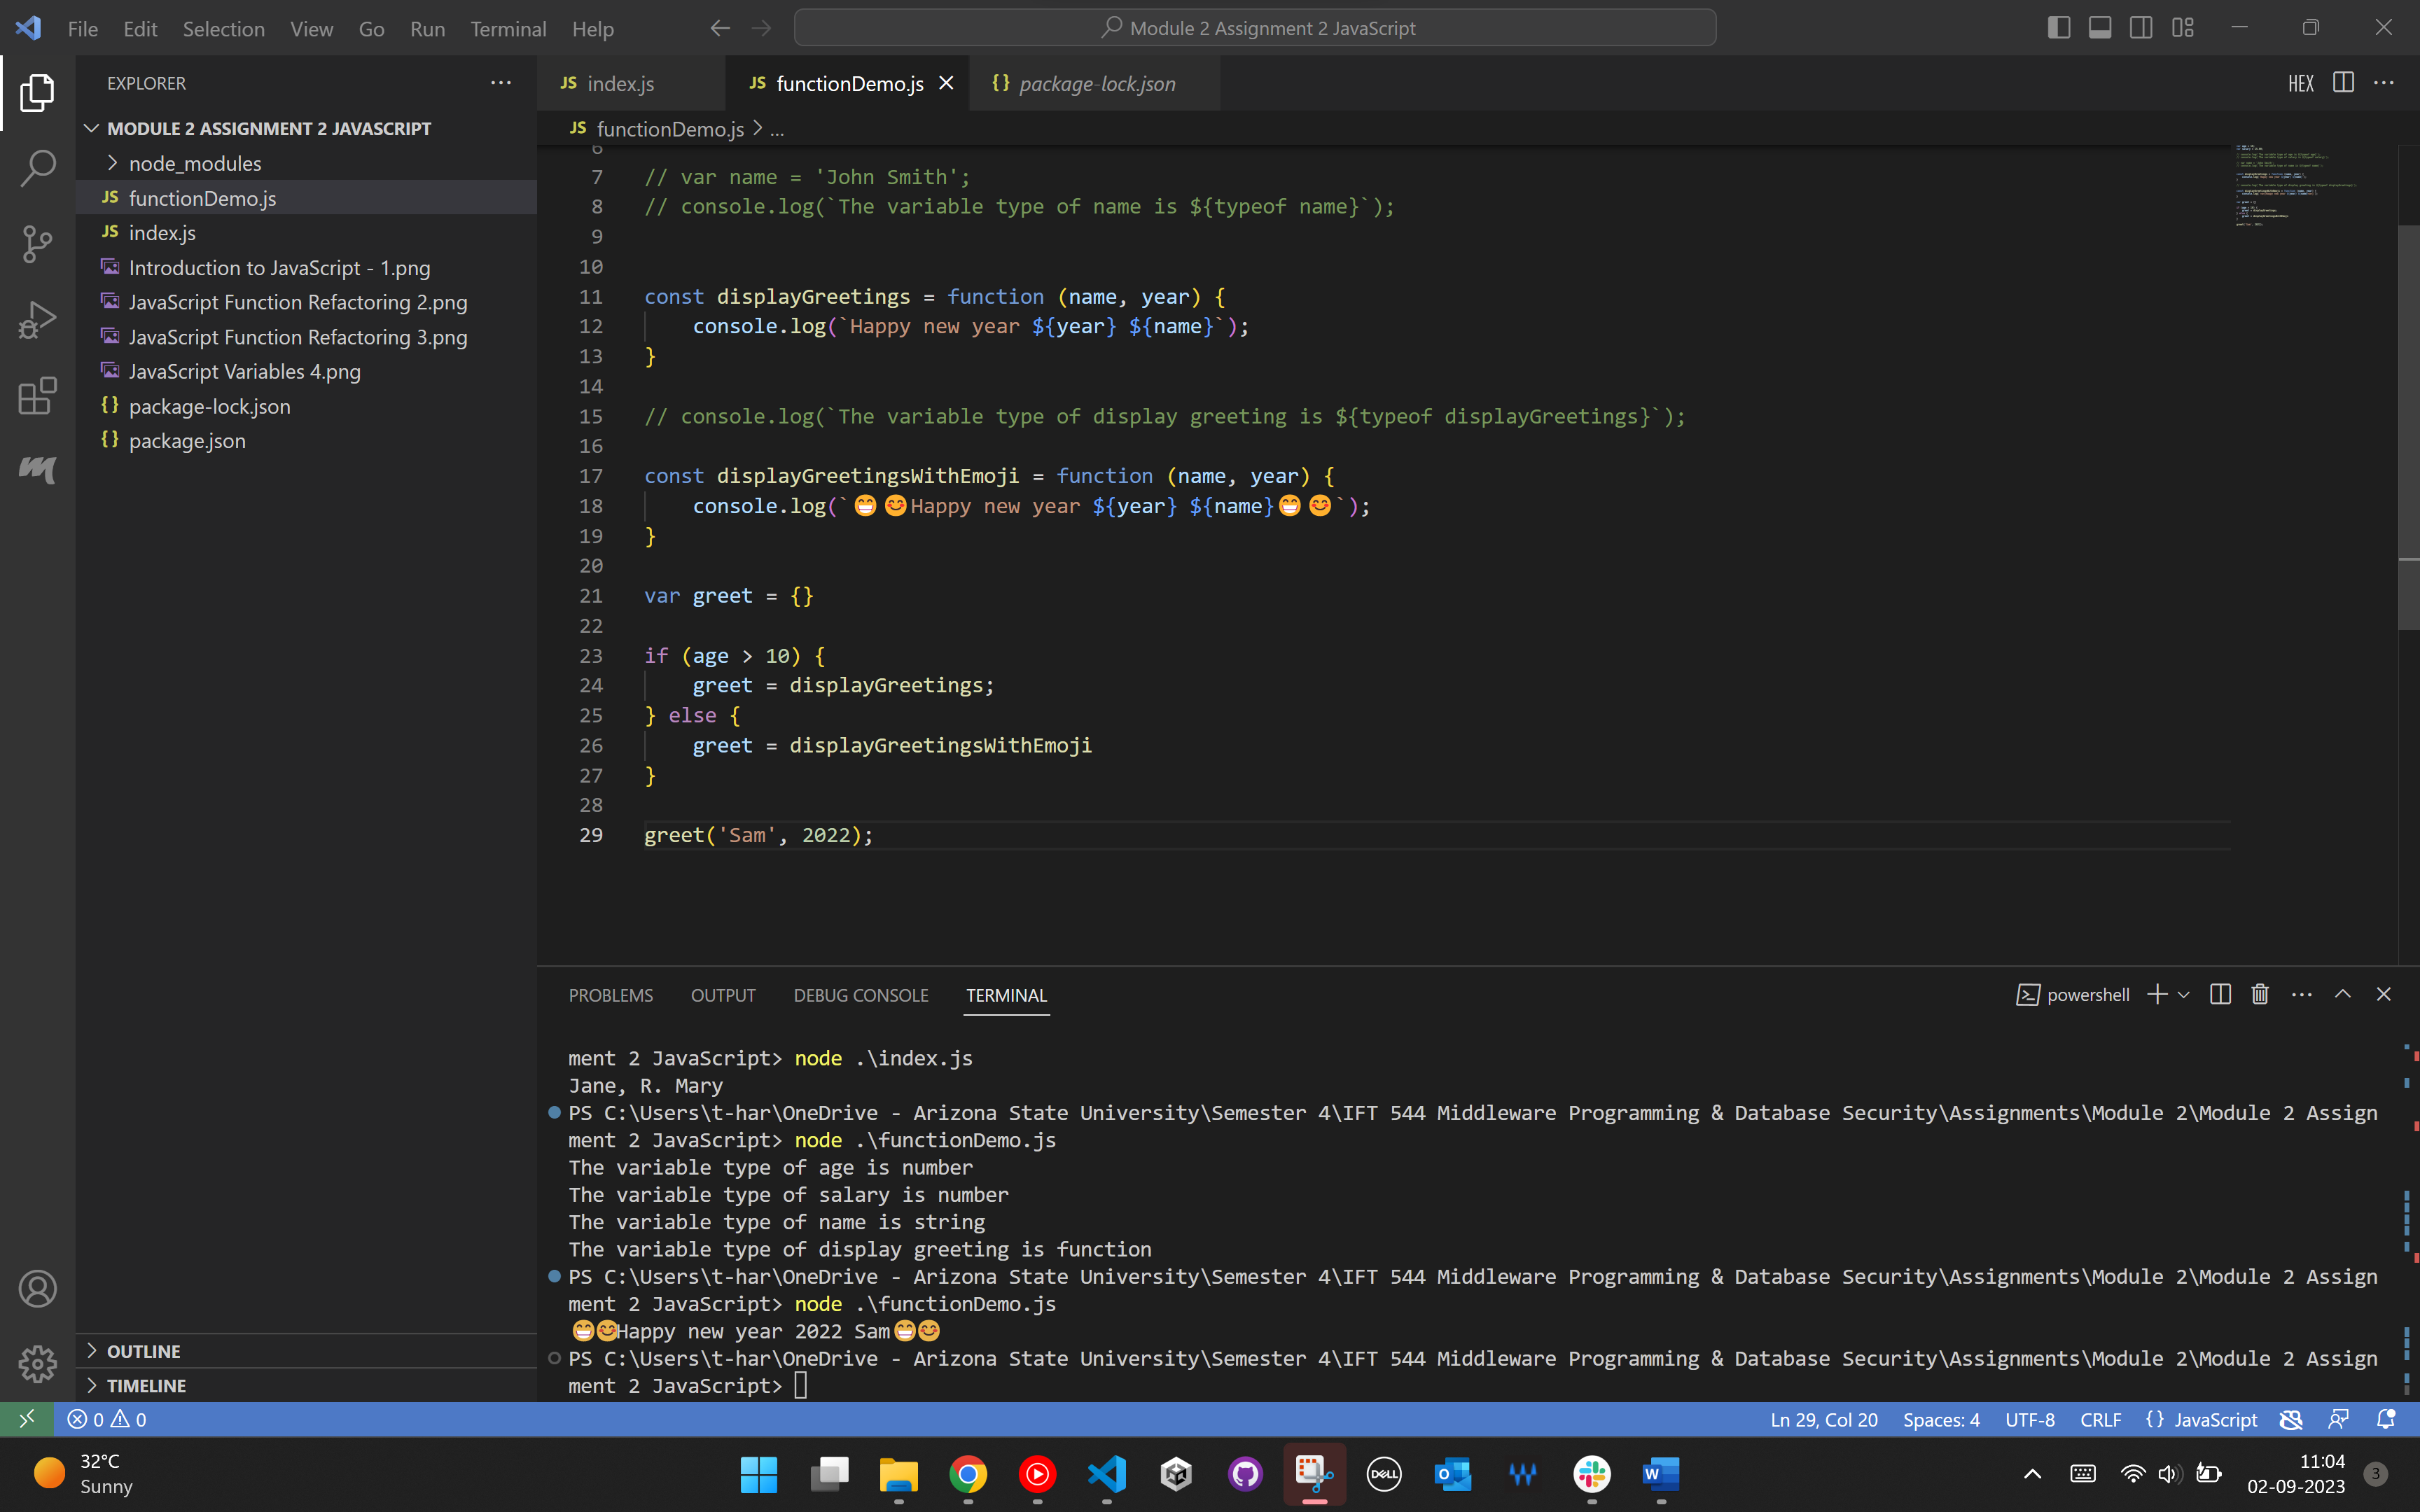 File Edit Selection View Go Run Terminal Help
Module 2 Assignment 2 JavaScript
EXPLORER
MODULE 2 ASSIGNMENT 2 JAVASCRIPT
node_modules
JS functionDemo.js
JS index.js
Introduction to JavaScript - 1.png
JavaScript Function Refactoring 2.png
JavaScript Function Refactoring 3.png
JavaScript Variables 4.png
{} package-lock.json
{} package.json
OUTLINE
TIMELINE
JS index.js JS functionDemo.js {} package-lock.json
HEX
JS functionDemo.js > ...
6
7 // var name = 'John Smith';
8 // console.log(`The variable type of name is ${typeof name}`);
9
10
11 const displayGreetings = function (name, year) {
12 console.log(`Happy new year ${year} ${name}`);
13 }
14
15 // console.log(`The variable type of display greeting is ${typeof displayGreetings}`);
16
17 const displayGreetingsWithEmoji = function (name, year) {
18 console.log(`😁😊Happy new year ${year} ${name}😁😊`);
19 }
20
21 var greet = {}
22
23 if (age > 10) {
24 greet = displayGreetings;
25 } else {
26 greet = displayGreetingsWithEmoji
27 }
28
29 greet('Sam', 2022);
PROBLEMS OUTPUT DEBUG CONSOLE TERMINAL
powershell
ment 2 JavaScript> node .\index.js
Jane, R. Mary
PS C:\Users\t-har\OneDrive - Arizona State University\Semester 4\IFT 544 Middleware Programming & Database Security\Assignments\Module 2\Module 2 Assign
ment 2 JavaScript> node .\functionDemo.js
The variable type of age is number
The variable type of salary is number
The variable type of name is string
The variable type of display greeting is function
PS C:\Users\t-har\OneDrive - Arizona State University\Semester 4\IFT 544 Middleware Programming & Database Security\Assignments\Module 2\Module 2 Assign
ment 2 JavaScript> node .\functionDemo.js
😁😊Happy new year 2022 Sam😁😊
PS C:\Users\t-har\OneDrive - Arizona State University\Semester 4\IFT 544 Middleware Programming & Database Security\Assignments\Module 2\Module 2 Assign
ment 2 JavaScript>
0 0
Ln 29, Col 20 Spaces: 4 UTF-8 CRLF {} JavaScript
32°C
Sunny
DELL
11:04
02-09-2023
3